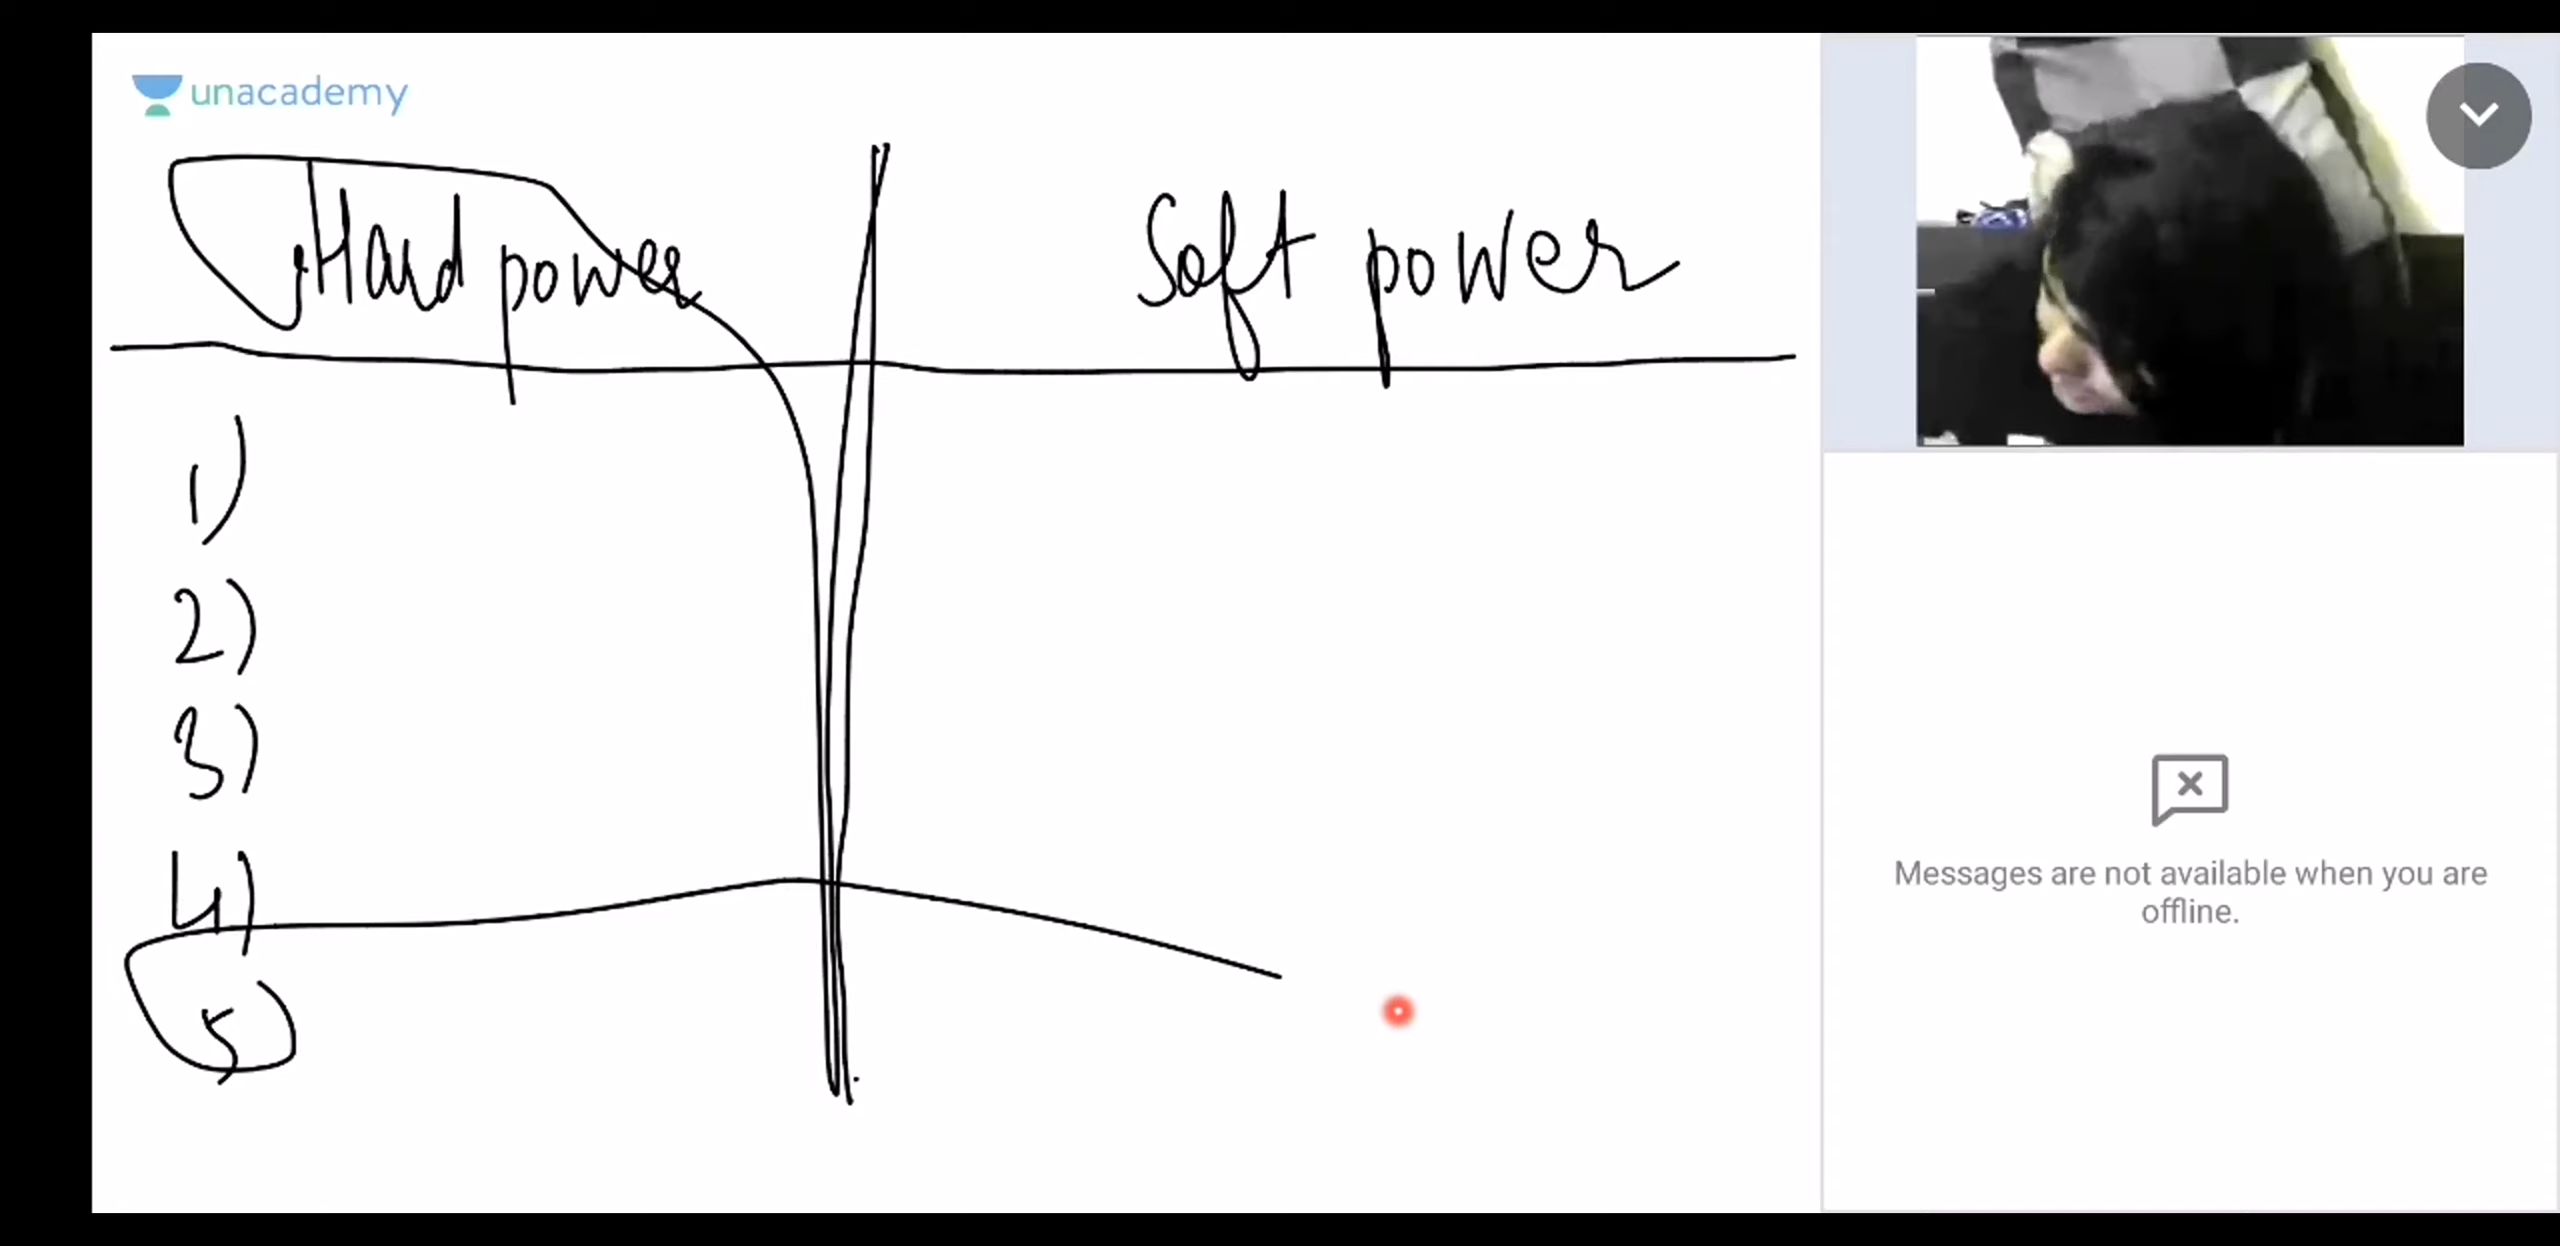 unacademy
Hard power
Soft power
1)
2)
3)
4)
5)
Messages are not available when you are
offline.